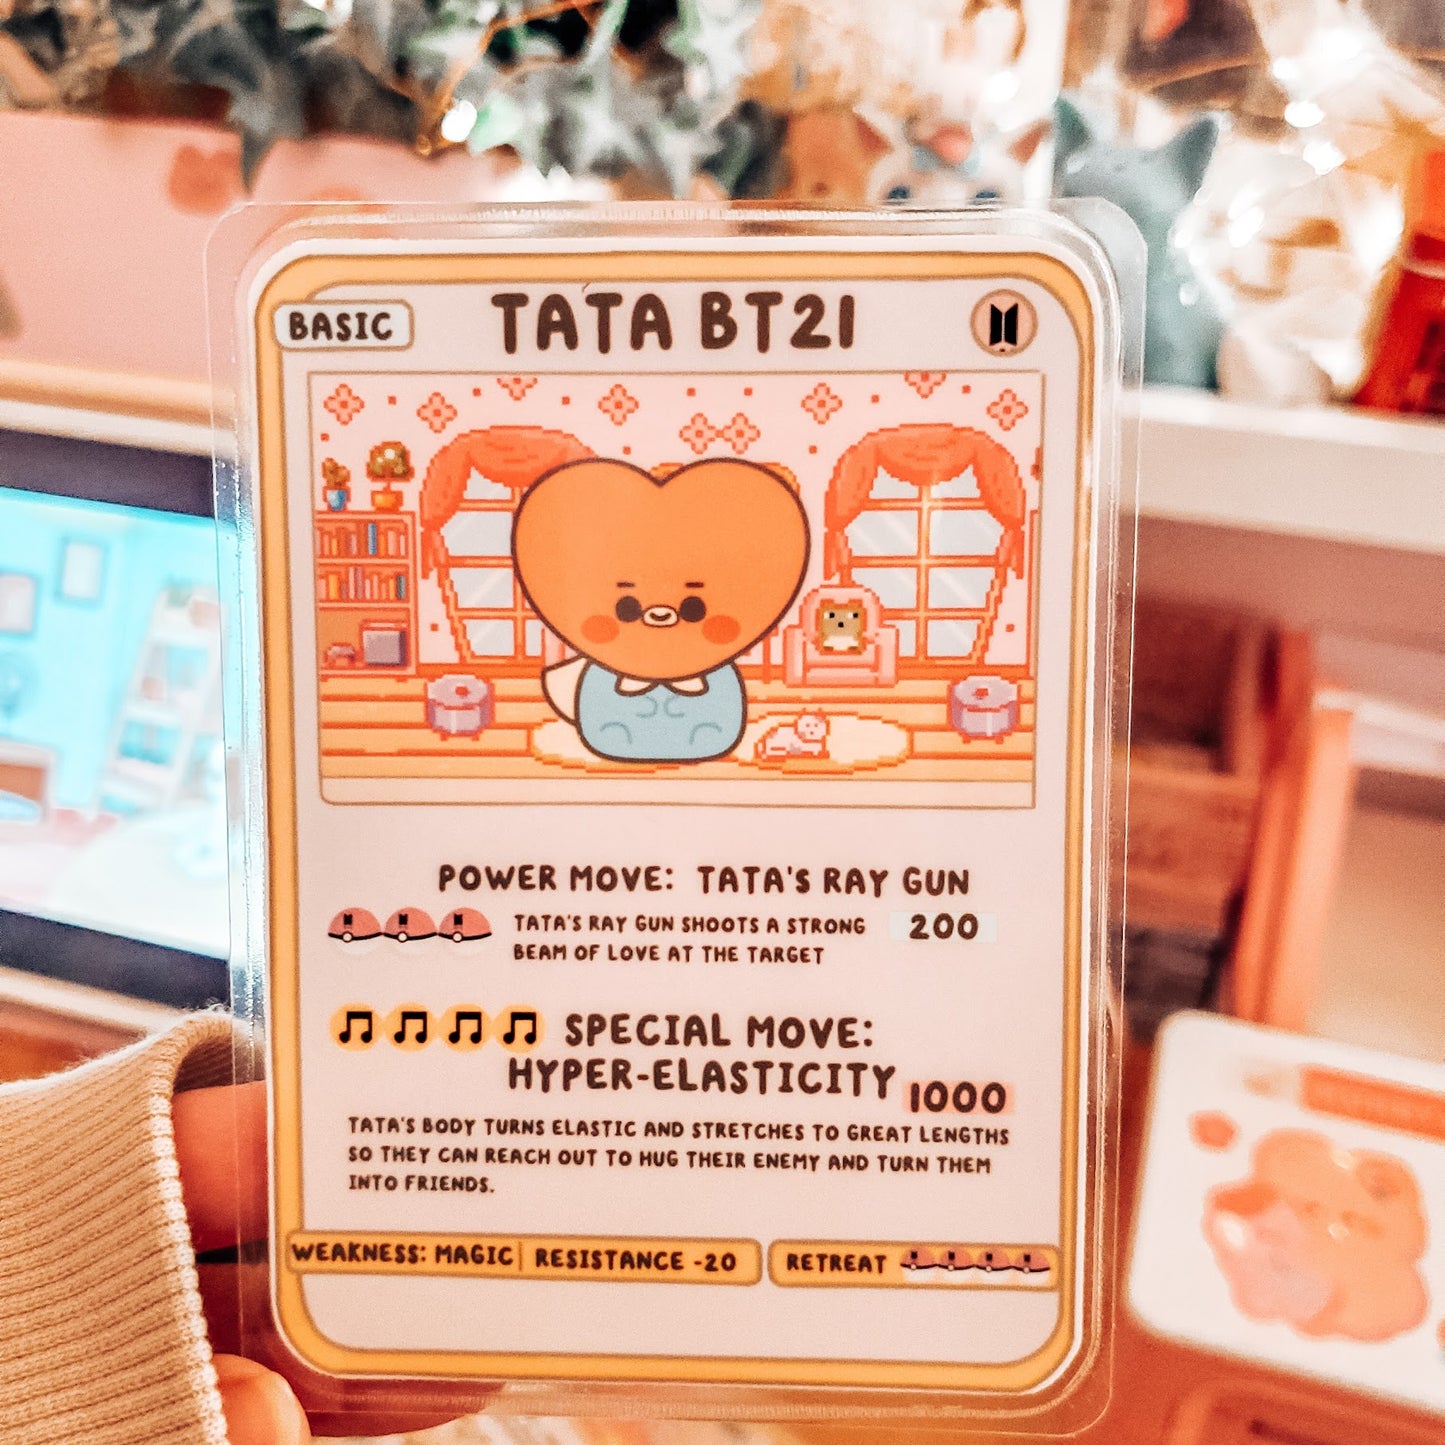 BASIC
TATA BT21
POWER MOVE: TATA'S RAY GUN
TATA'S RAY GUN SHOOTS A STRONG
BEAM OF LOVE AT THE TARGET
200
SPECIAL MOVE:
HYPER-ELASTICITY
1000
TATA'S BODY TURNS ELASTIC AND STRETCHES TO GREAT LENGTHS
SO THEY CAN REACH OUT TO HUG THEIR ENEMY AND TURN THEM
INTO FRIENDS.
WEAKNESS: MAGIC RESISTANCE -20
RETREAT